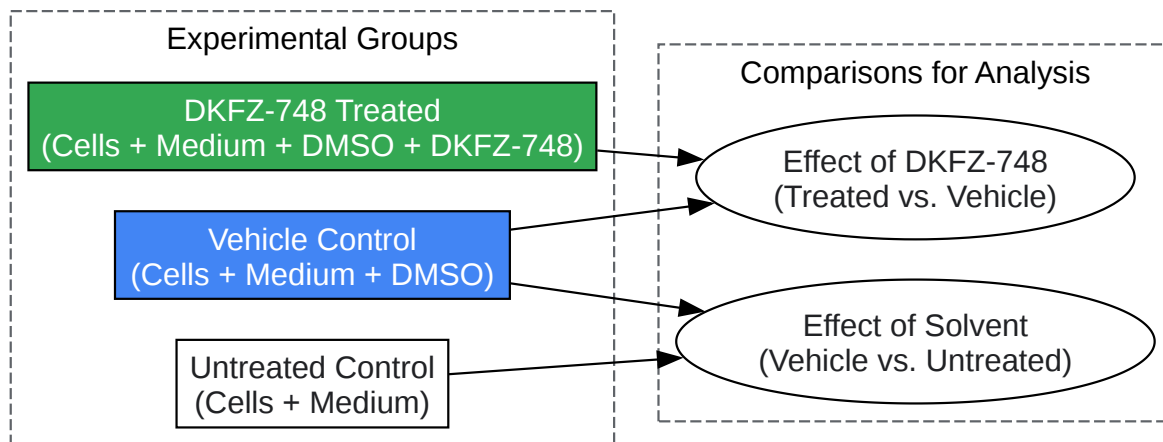 Experimental Groups
DKFZ-748 Treated
(Cells + Medium + DMSO + DKFZ-748)
Vehicle Control
(Cells + Medium + DMSO)
Untreated Control
(Cells + Medium)
Comparisons for Analysis
Effect of DKFZ-748
(Treated vs. Vehicle)
Effect of Solvent
(Vehicle vs. Untreated)